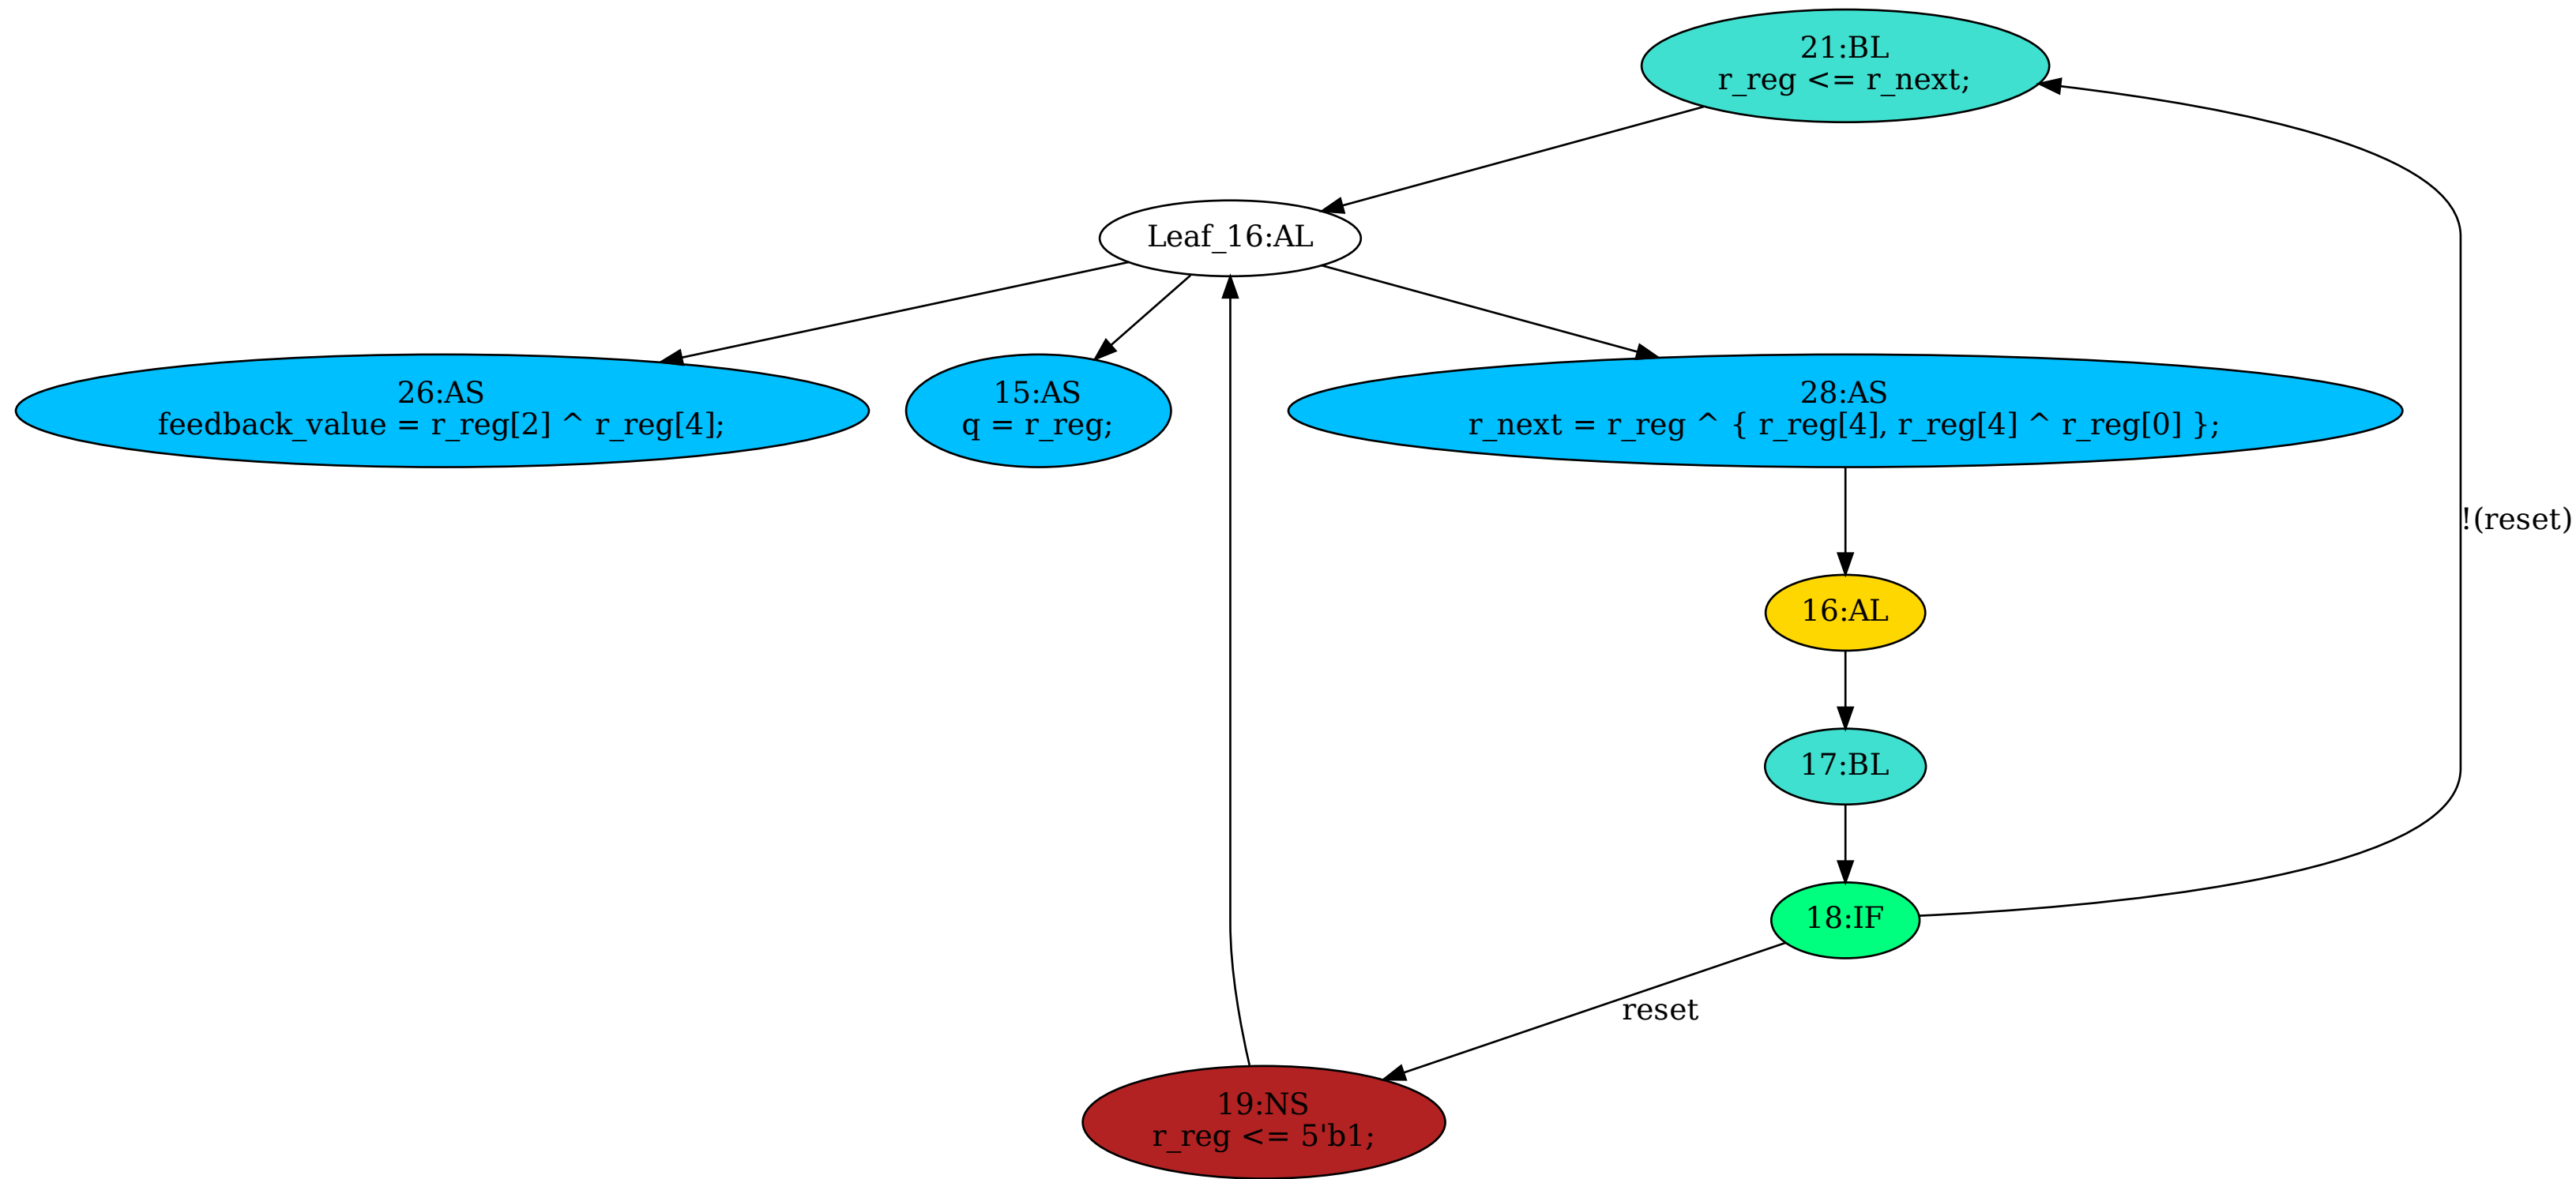 21:BL
r_reg <= r_next;
Leaf_16:AL
26:AS
feedback_value = r_reg[2] ^ r_reg[4];
15:AS
q = r_reg;
28:AS
r_next = r_reg ^ { r_reg[4], r_reg[4] ^ r_reg[0] };
!(reset)
16:AL
17:BL
18:IF
reset
19:NS
r_reg <= 5'b1;